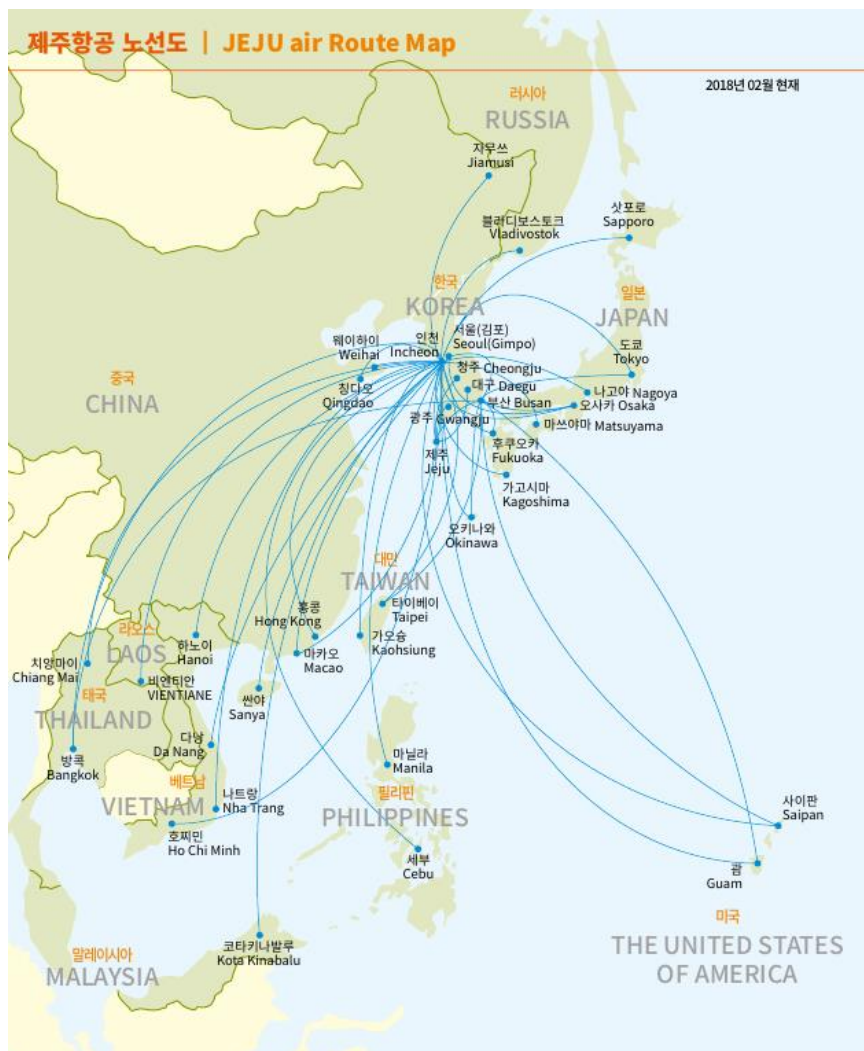 제주항공 노선도 | JEJU air Route Map
2018년 02월 현재
러시아
RUSSIA
지무쓰
Jiamusi
블러디보스토크
Vladivostok
삿포로
Sapporo
한국
KOREA
일본
JAPAN
인천
Incheon
서울(김포)
Seoul(Gimpo)
도쿄
Tokyo
웨이하이
Weihai
청주 Cheongju
중국
CHINA
칭다오
Qingdao
대구 Daegu
나고야 Nagoya
부산 Busan
오사카 Osaka
광주 Gwangju
마쓰야마 Matsuyama
제주
Jeju
후쿠오카
Fukuoka
가고시마
Kagoshima
오키나와
Okinawa
대만
TAIWAN
타이베이
Taipei
홍콩
Hong Kong
가오슝
Kaohsiung
라오스
LAOS
하노이
Hanoi
마카오
Macao
치앙마이
Chiang Mai
비엔티안
VIENTIANE
싼야
Sanya
태국
THAILAND
다낭
Da Nang
방콕
Bangkok
마닐라
Manila
베트남
VIETNAM
나트랑
Nha Trang
필리핀
PHILIPPINES
사이판
Saipan
호찌민
Ho Chi Minh
세부
Cebu
괌
Guam
미국
THE UNITED STATES
OF AMERICA
코타키나발루
Kota Kinabalu
말레이시아
MALAYSIA